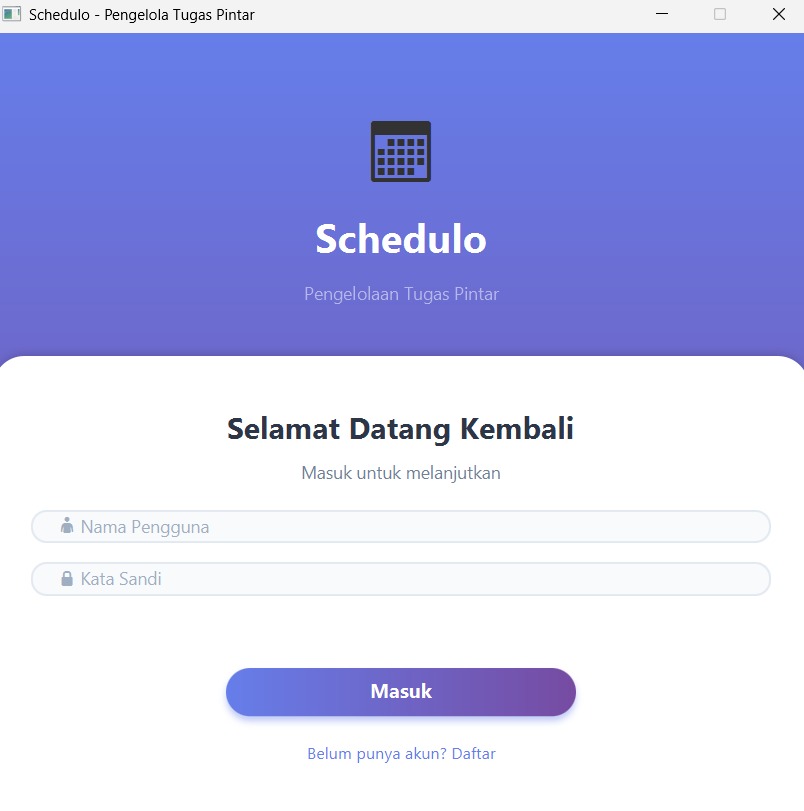 Schedulo - Pengelola Tugas Pintar
Schedulo
Pengelolaan Tugas Pintar
Selamat Datang Kembali
Masuk untuk melanjutkan
Nama Pengguna
Kata Sandi
Masuk
Belum punya akun? Daftar